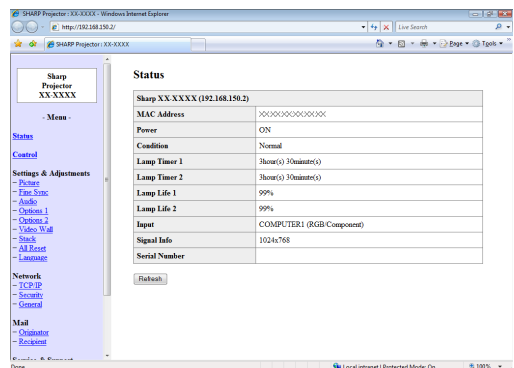 SHARP Projector : XX-XXXX - Windows Internet Explorer
http://192.168.150.2/
Live Search
SHARP Projector : XX-XXXX
Page
Tools
Sharp
Projector
XX-XXXX
- Menu -
Status
Control
Settings & Adjustments
- Picture
- Fine Sync
- Audio
- Options 1
- Options 2
- Video Wall
- Stack
- All Reset
- Language
Network
- TCP/IP
- Security
- General
Mail
- Originator
- Recipient
Service & Support
Status
Sharp XX-XXXX (192.168.150.2)
MAC Address XXXXXXXXXXXX
Power ON
Condition Normal
Lamp Timer 1 3hour(s) 30minute(s)
Lamp Timer 2 3hour(s) 30minute(s)
Lamp Life 1 99%
Lamp Life 2 99%
Input COMPUTER1 (RGB/Component)
Signal Info 1024x768
Serial Number
Refresh
Done
Local intranet | Protected Mode: On
100%